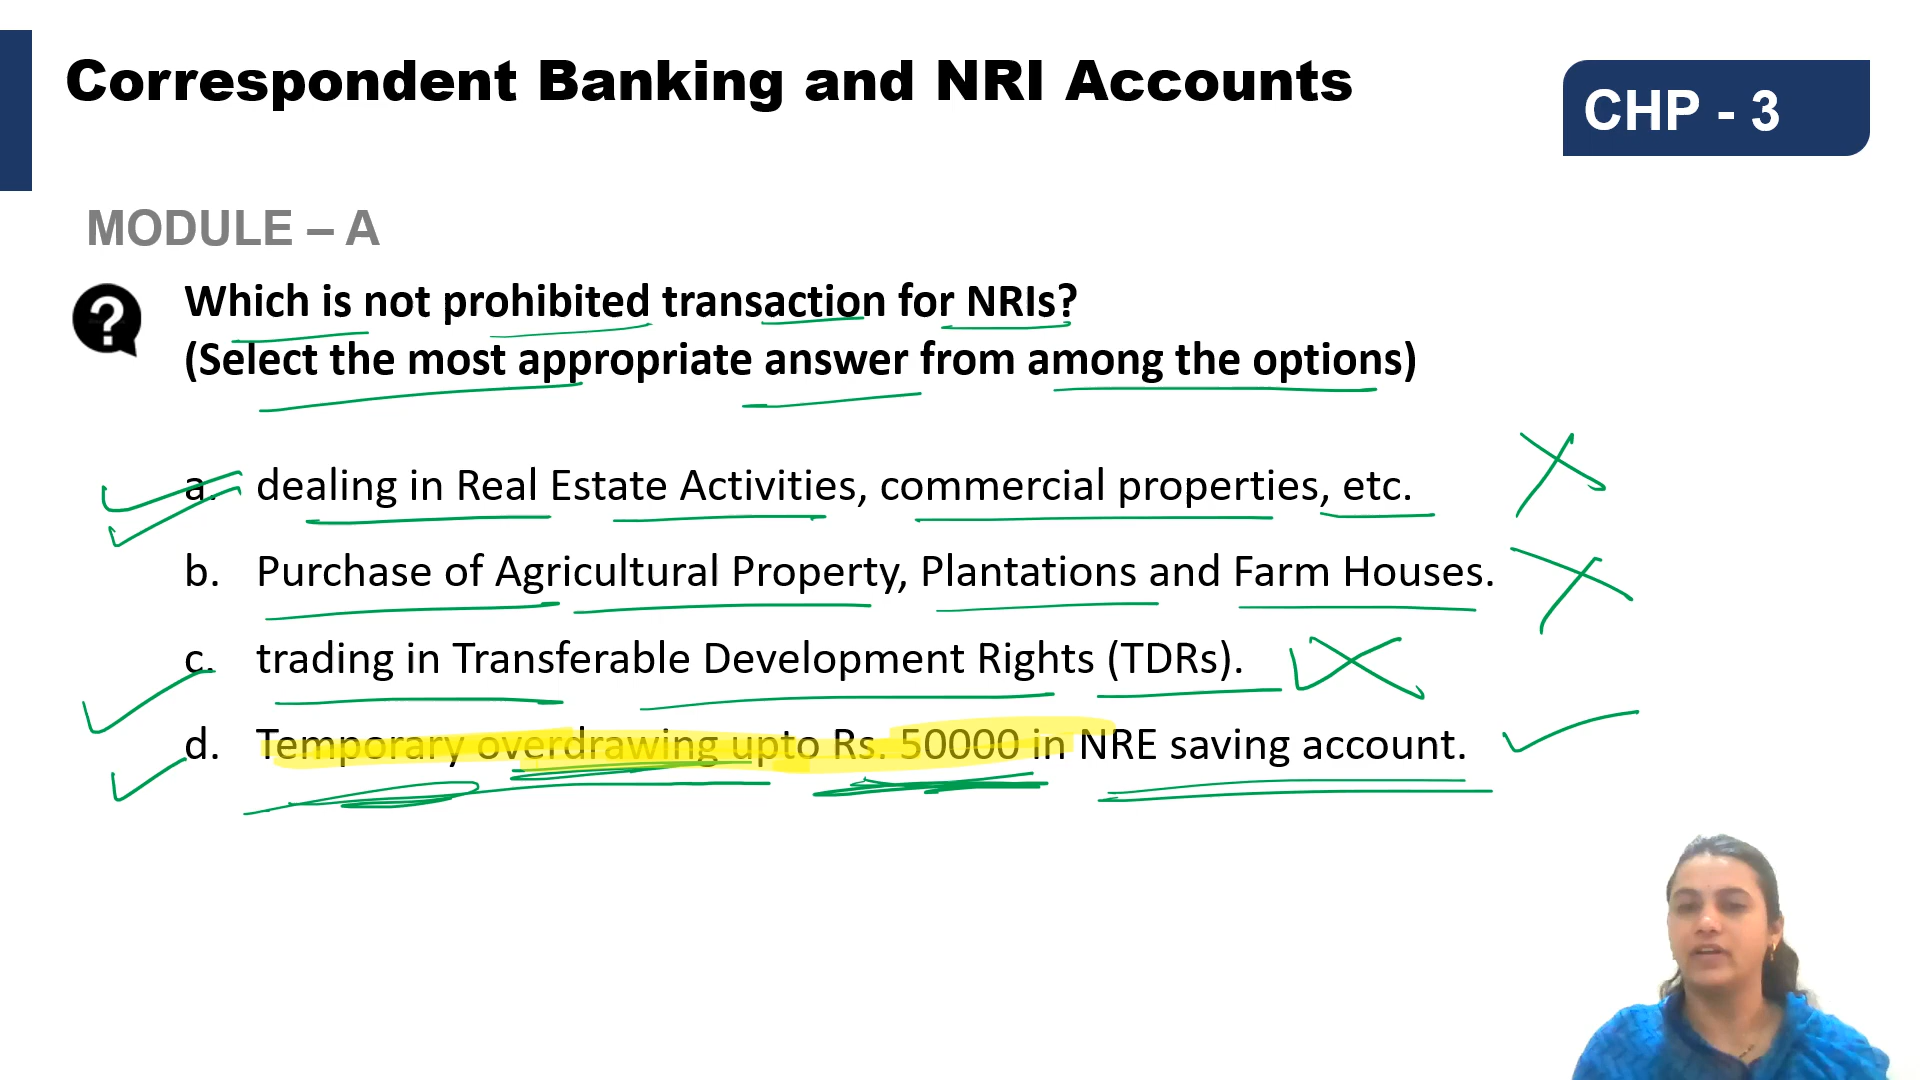 Correspondent Banking and NRI Accounts
CHP - 3
MODULE – A
Which is not prohibited transaction for NRIs?
(Select the most appropriate answer from among the options)
a. dealing in Real Estate Activities, commercial properties, etc.
b. Purchase of Agricultural Property, Plantations and Farm Houses.
c. trading in Transferable Development Rights (TDRs).
d. Temporary overdrawing upto Rs. 50000 in NRE saving account.